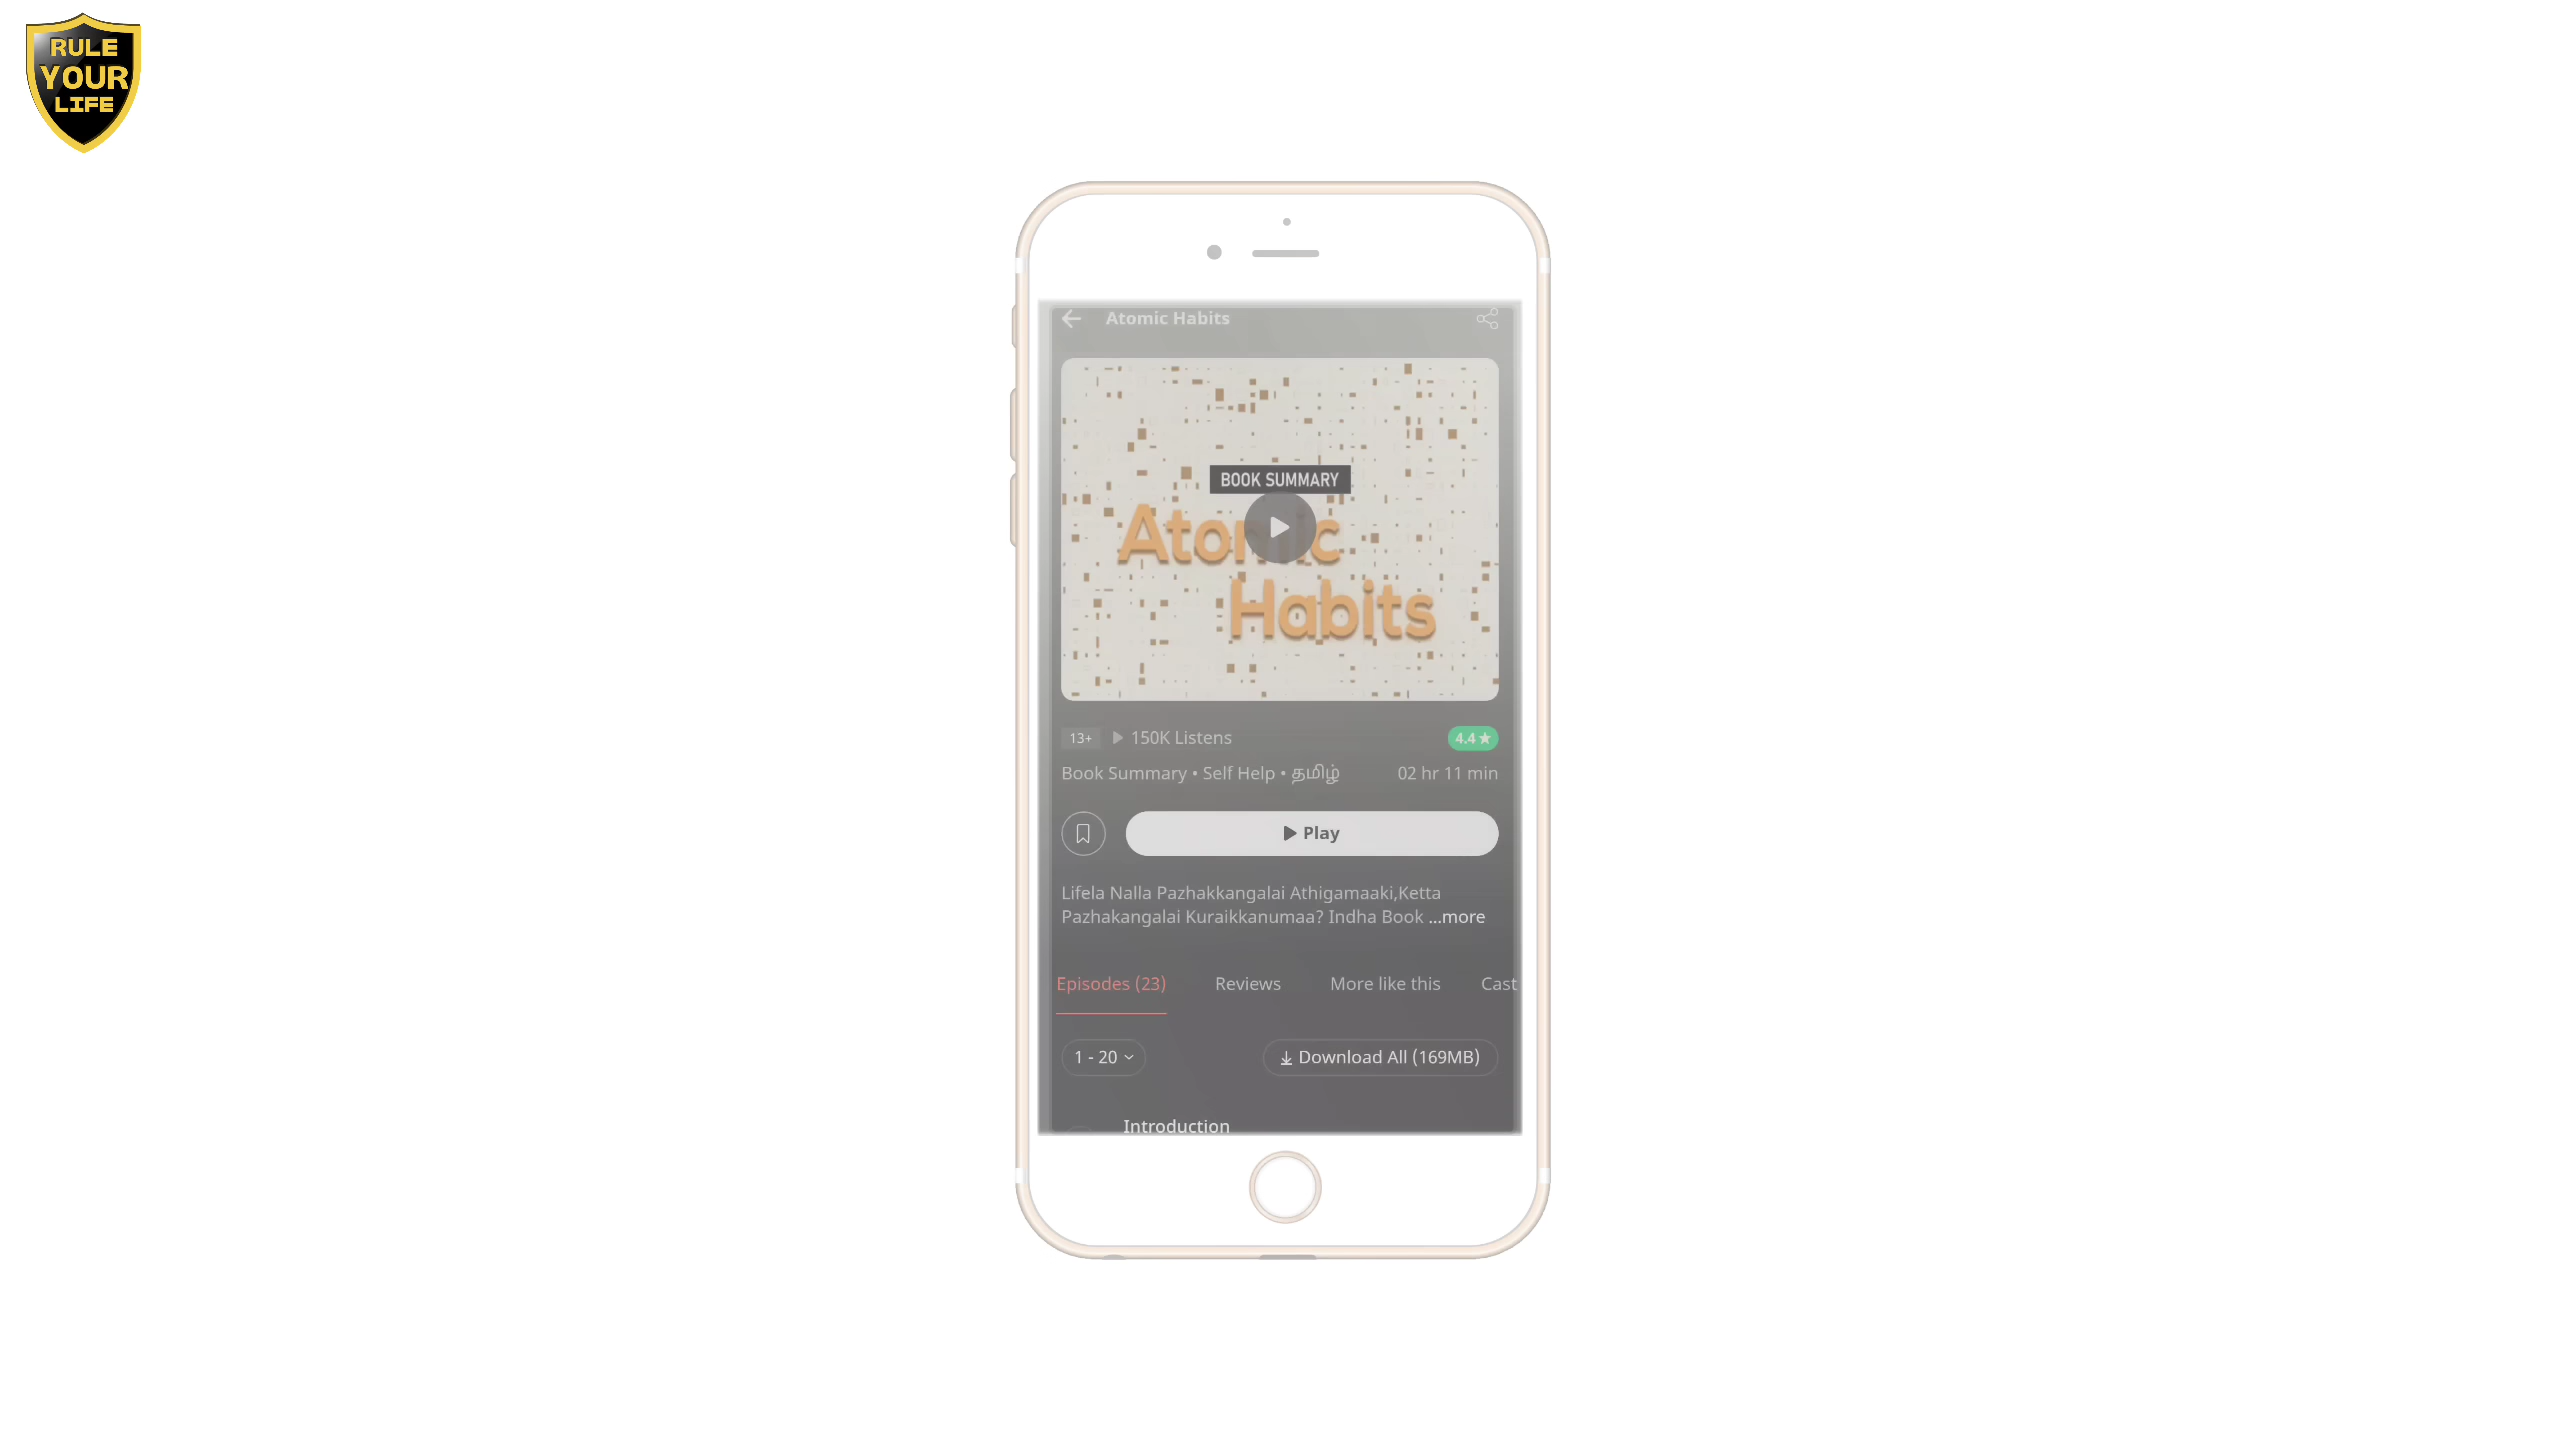 RULE
YOUR
LIFE
Atomic Habits
BOOK SUMMARY
Atomic
Habits
13+ 150K Listens 4.4★
Book Summary • Self Help • தமிழ் 02 hr 11 min
Play
Lifela Nalla Pazhakkangalai Athigamaaki,Ketta
Pazhakangalai Kuraikkanumaa? Indha Book ...more
Episodes (23) Reviews More like this Cast
1 - 20 Download All (169MB)
Introduction